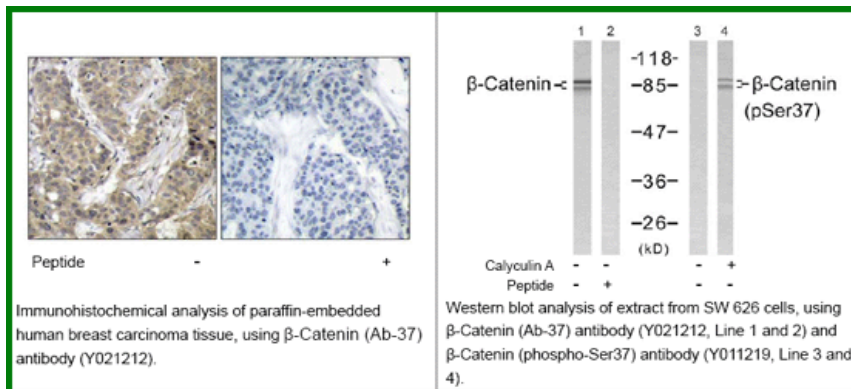 Peptide - +
Immunohistochemical analysis of paraffin-embedded
human breast carcinoma tissue, using β-Catenin (Ab-37)
antibody (Y021212).
1 2 3 4
-118-
β-Catenin -85- β-Catenin
(pSer37)
-47-
-36-
-26-
(kD)
Calyculin A - - - +
Peptide - +
Western blot analysis of extract from SW 626 cells, using
β-Catenin (Ab-37) antibody (Y021212, Line 1 and 2) and
β-Catenin (phospho-Ser37) antibody (Y011219, Line 3 and
4).